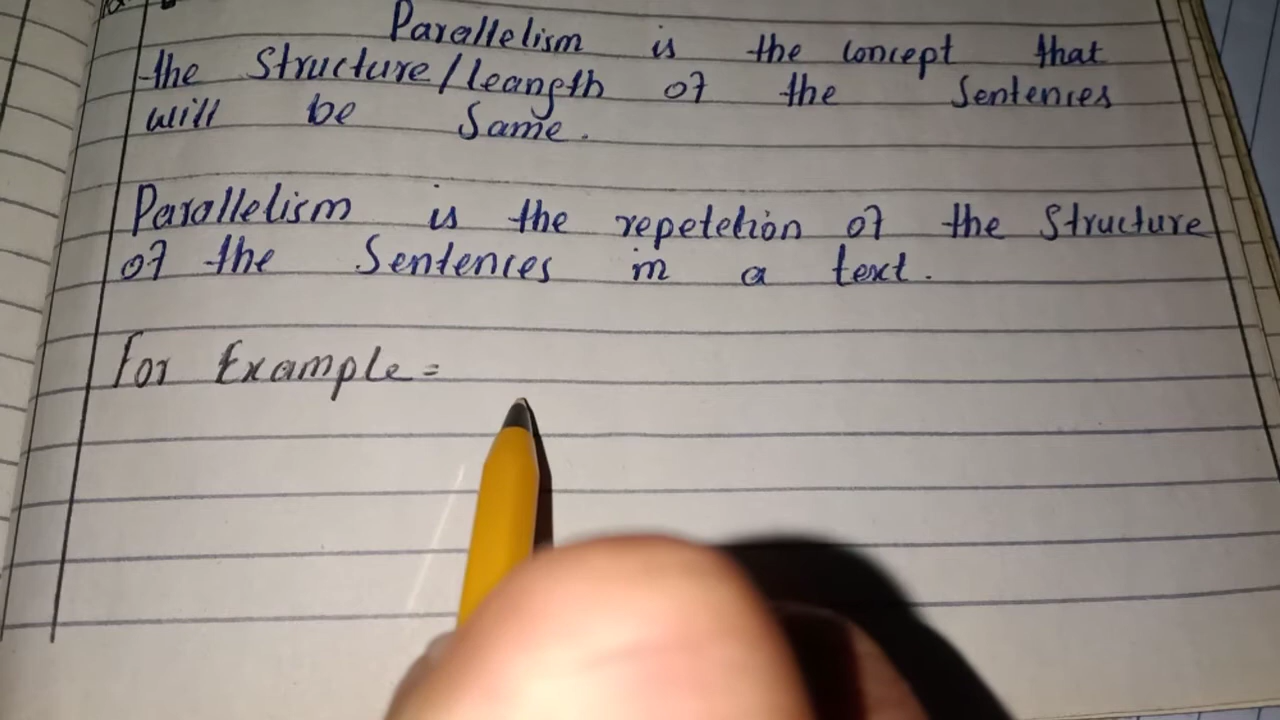 Parallelism is the concept that
the Structure/leangth of the Sentences
will be Same.
Parallelism is the repetetion of the Structure
of the Sentences in a text.
For Example=